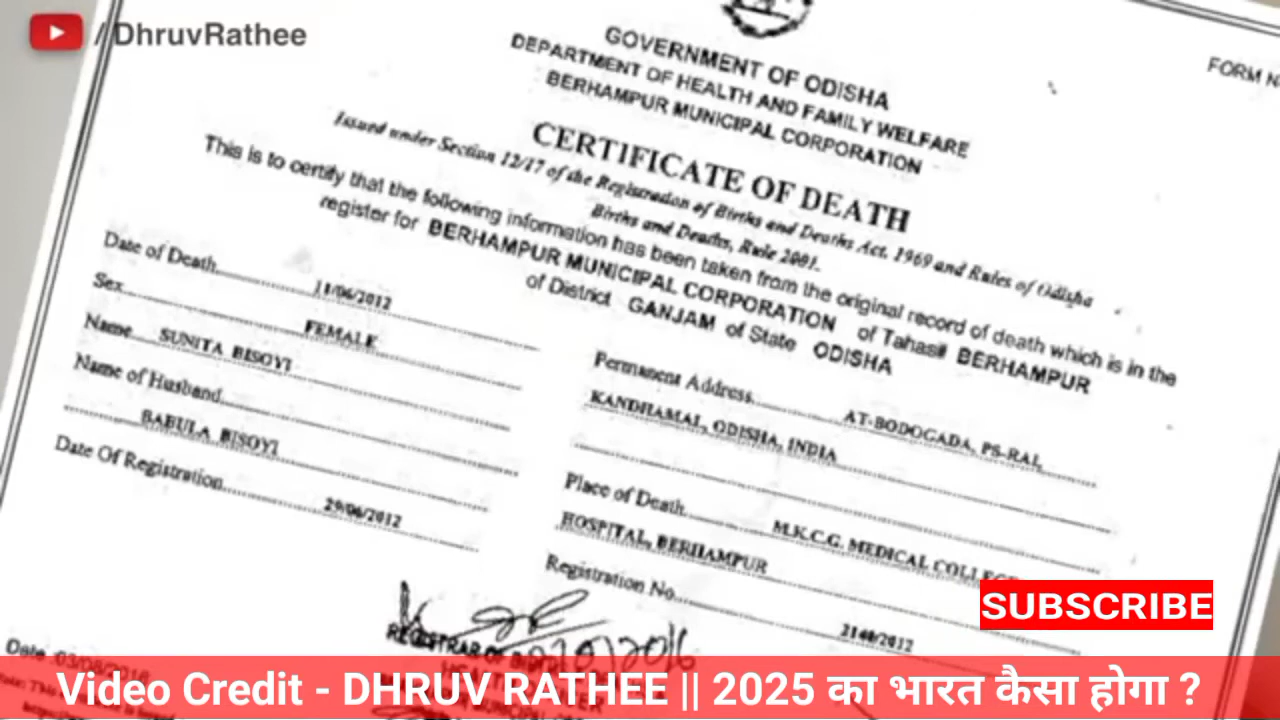 / DhruvRathee
FORM N
GOVERNMENT OF ODISHA
DEPARTMENT OF HEALTH AND FAMILY WELFARE
BERHAMPUR MUNICIPAL CORPORATION
CERTIFICATE OF DEATH
Issued under Section 12/17 of the Registration of Births and Deaths Act, 1969 and Rules of Odisha
Births and Deaths, Rule 2001.
This is to certify that the following information has been taken from the original record of death which is in the
register for BERHAMPUR MUNICIPAL CORPORATION of Tahasil BERHAMPUR
of District GANJAM of State ODISHA
Date of Death 11/06/2012
Sex FEMALE
Name SUNITA BISOYI
Name of Husband
BABULA BISOYI
Date Of Registration 29/06/2012
Permanent Address AT-BODOGADA, PS-RAI,
KANDHAMAL, ODISHA, INDIA
Place of Death M.K.C.G. MEDICAL COLLEGE
HOSPITAL, BERHAMPUR
Registration No 2140/2012
SUBSCRIBE
REGISTRAR OF
Date
Video Credit - DHRUV RATHEE || 2025 का भारत कैसा होगा ?